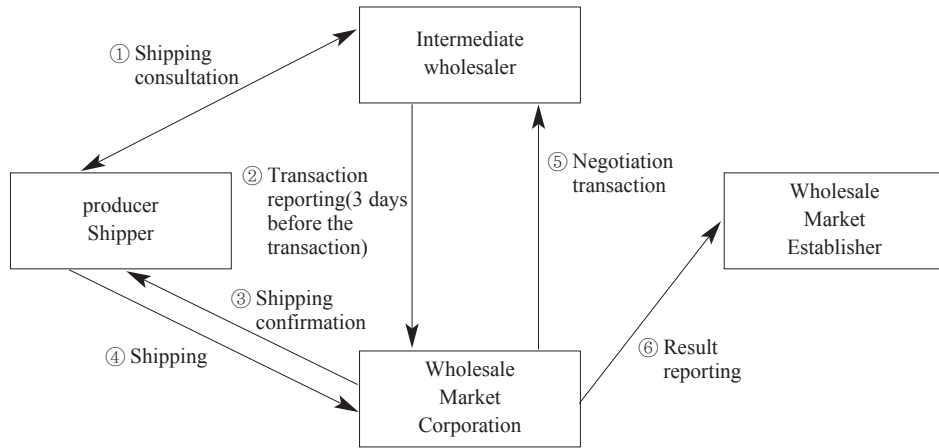 ① Shipping
consultation
Intermediate
wholesaler
producer
Shipper
② Transaction
reporting(3 days
before the
transaction)
⑤ Negotiation
transaction
Wholesale
Market
Establisher
③ Shipping
confirmation
④ Shipping
Wholesale
Market
Corporation
⑥ Result
reporting